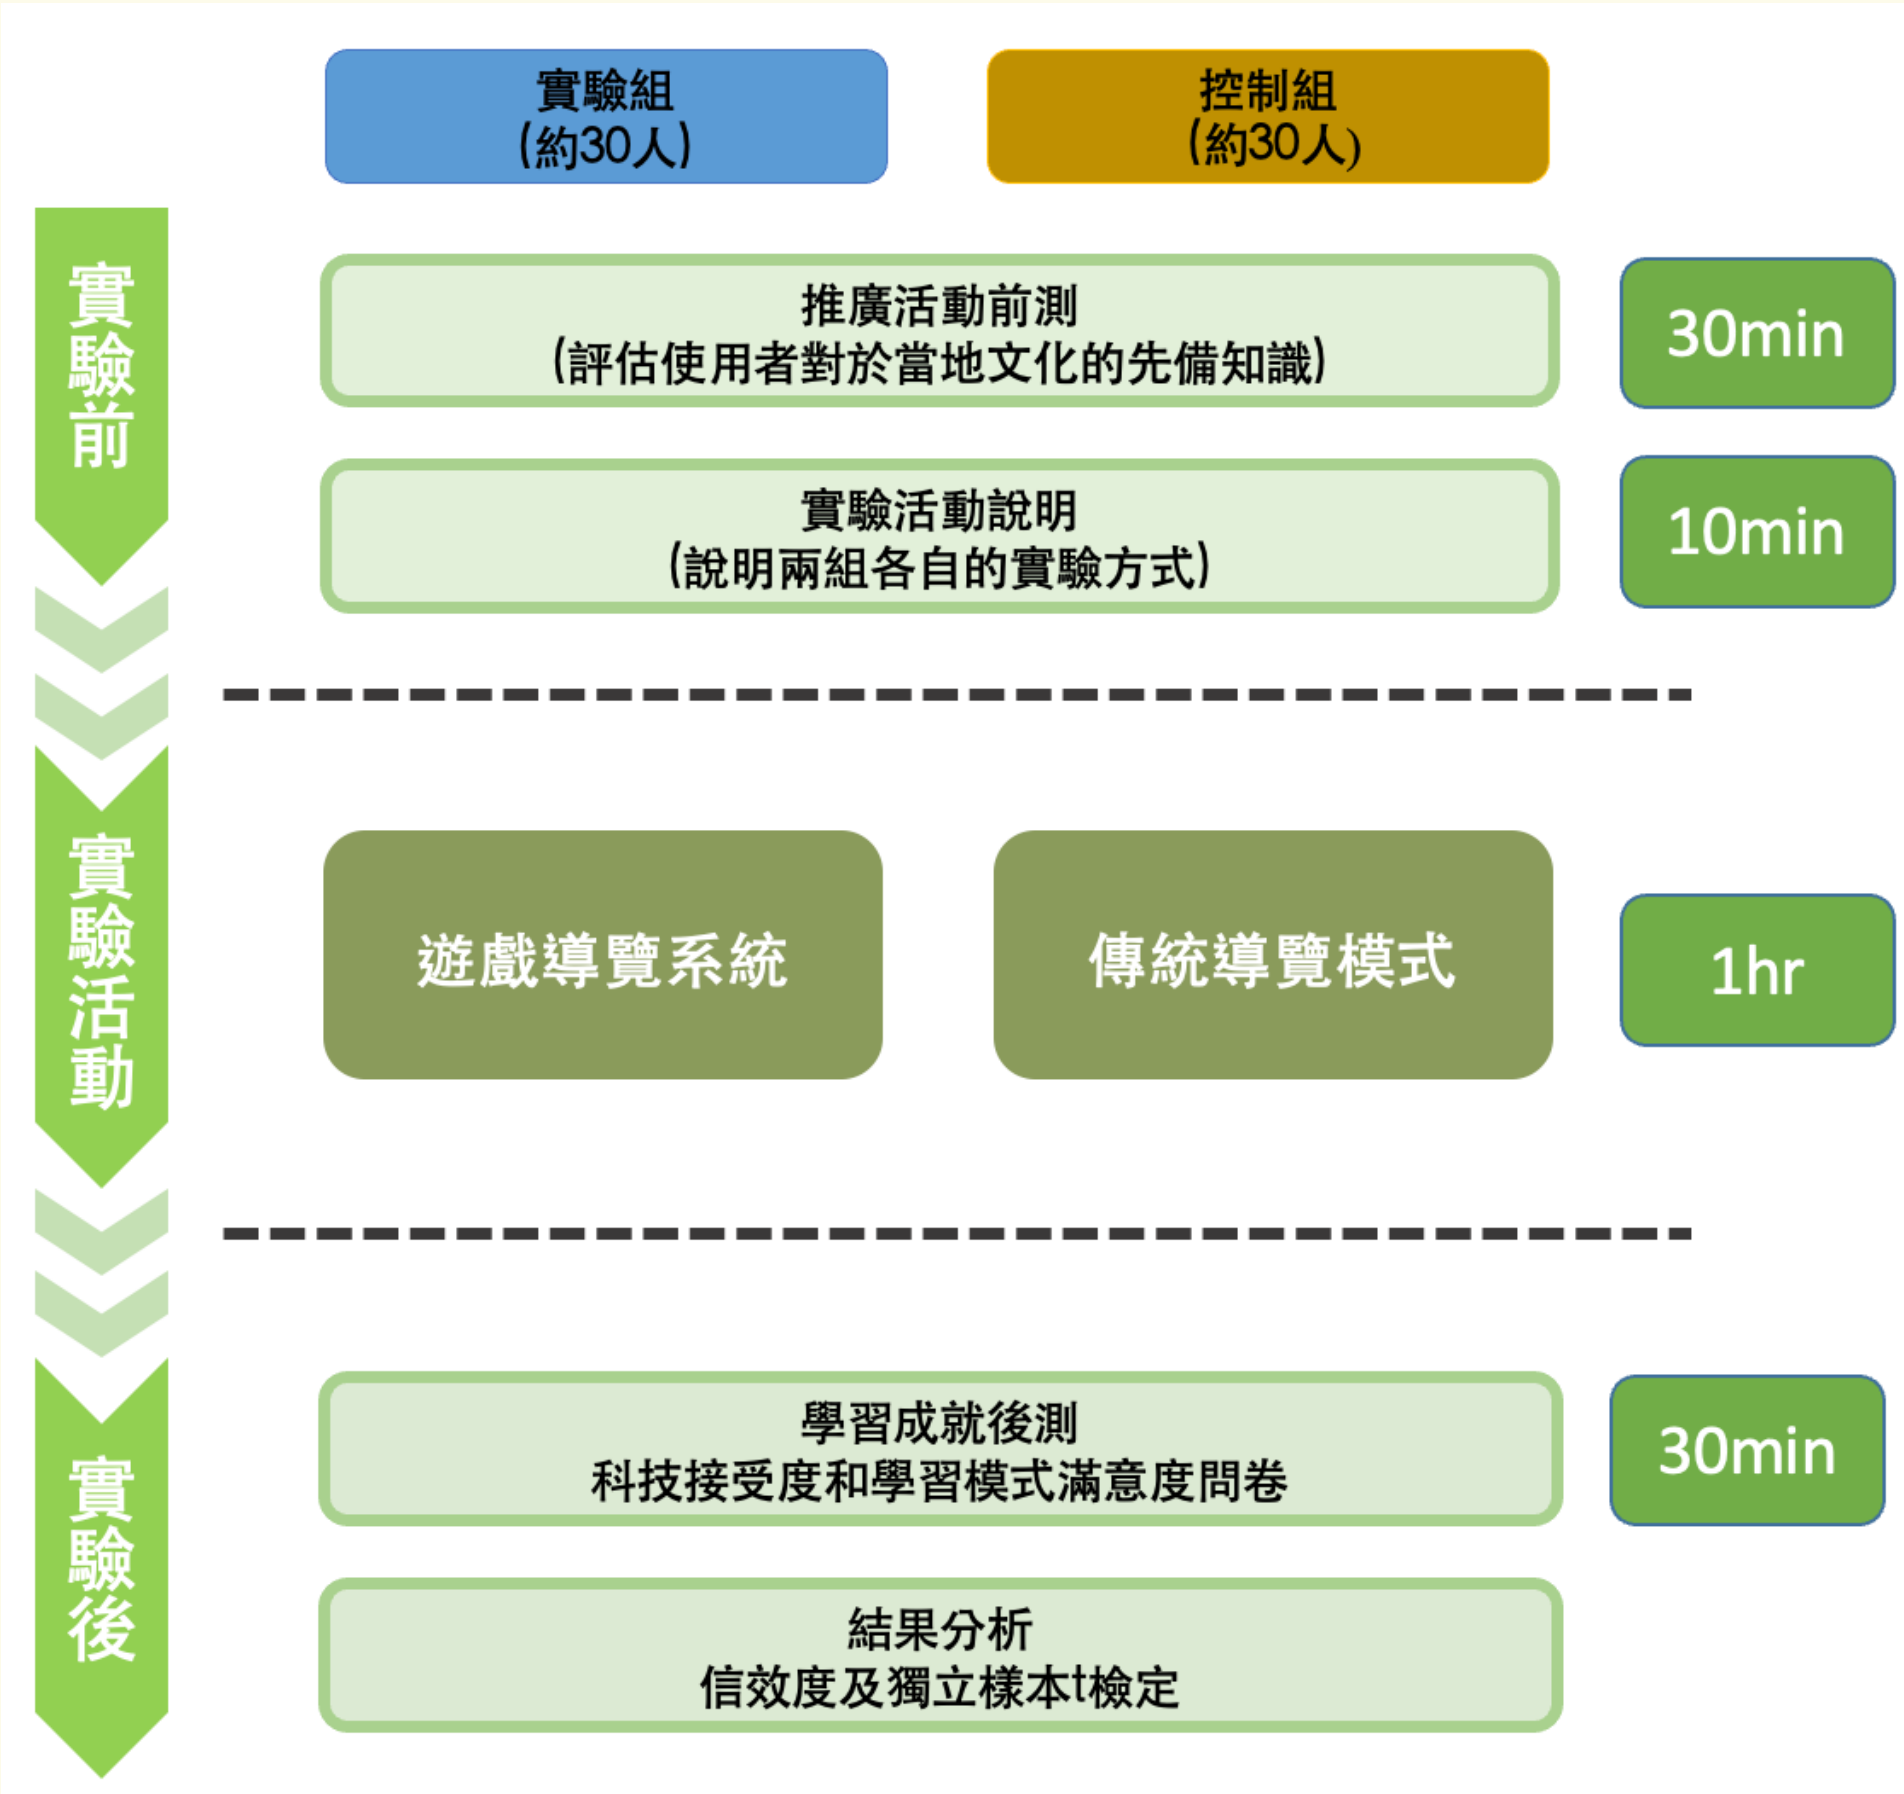 實驗組
(約30人)
控制組
(約30人)
實驗前
推廣活動前測
(評估使用者對於當地文化的先備知識)
30min
實驗活動說明
(說明兩組各自的實驗方式)
10min
實驗活動
遊戲導覽系統
傳統導覽模式
1hr
實驗後
學習成就後測
科技接受度和學習模式滿意度問卷
30min
結果分析
信效度及獨立樣本t檢定